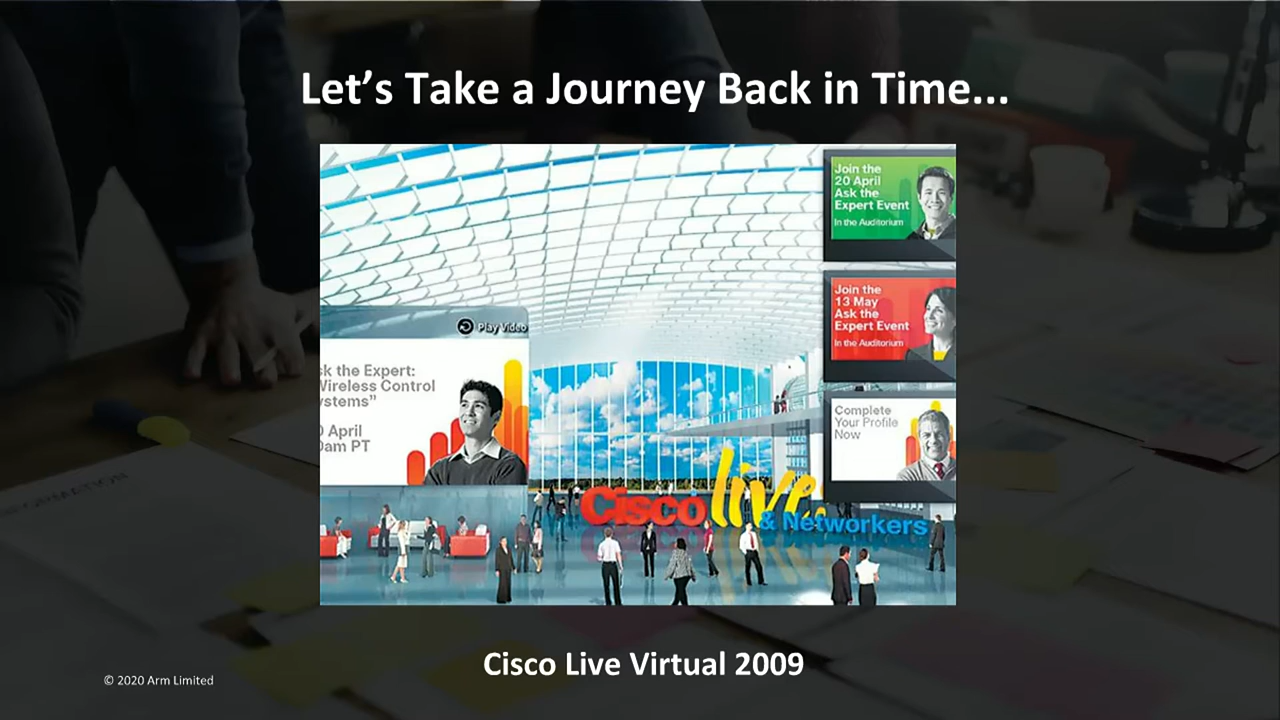 Let's Take a Journey Back in Time...
Join the
20 April
Ask the
Expert Event
In the Auditorium
Join the
13 May
Ask the
Expert Event
In the Auditorium
Play Video
sk the Expert:
Wireless Control
ystems”
0 April
0am PT
Complete
Your Profile
Now
Cisco live
& Networkers
Cisco Live Virtual 2009
© 2020 Arm Limited